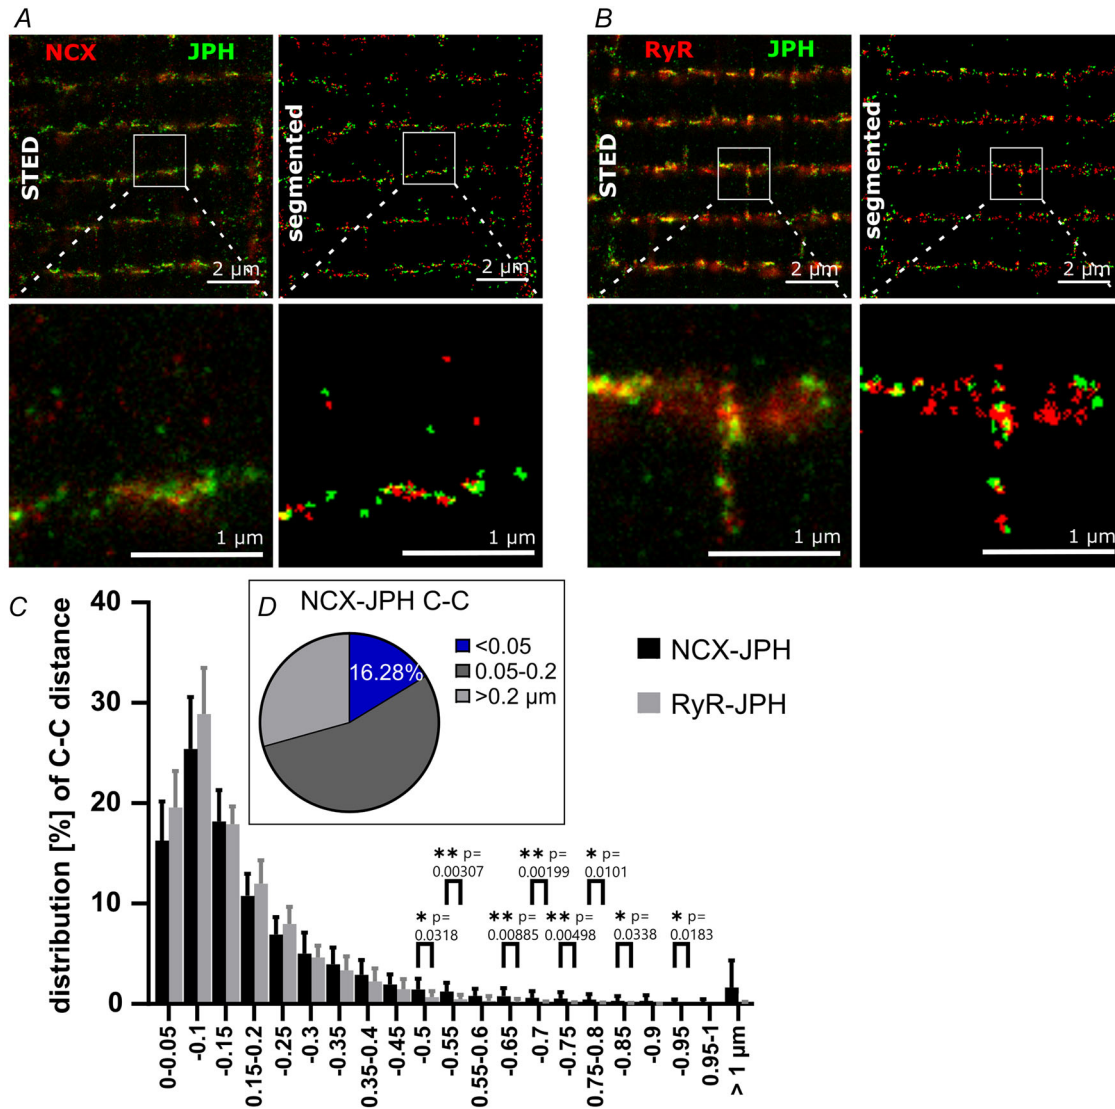 A
B
NCX JPH
STED
2 µm
segmented
2 µm
RyR JPH
STED
2 µm
segmented
2 µm
1 µm
1 µm
1 µm
1 µm
C
distribution [%] of C-C distance
40
30
20
10
0
D NCX-JPH C-C
16.28%
<0.05
0.05-0.2
>0.2 µm
NCX-JPH
RyR-JPH
** p=
0.00307
** p=
0.00199
* p=
0.0101
* p=
0.0318
** p=
0.00885
** p=
0.00498
* p=
0.0338
* p=
0.0183
0-0.05
-0.1
-0.15
0.15-0.2
-0.25
-0.3
-0.35
0.35-0.4
-0.45
-0.5
-0.55
0.55-0.6
-0.65
-0.7
-0.75
0.75-0.8
-0.85
-0.9
-0.95
0.95-1
> 1 µm